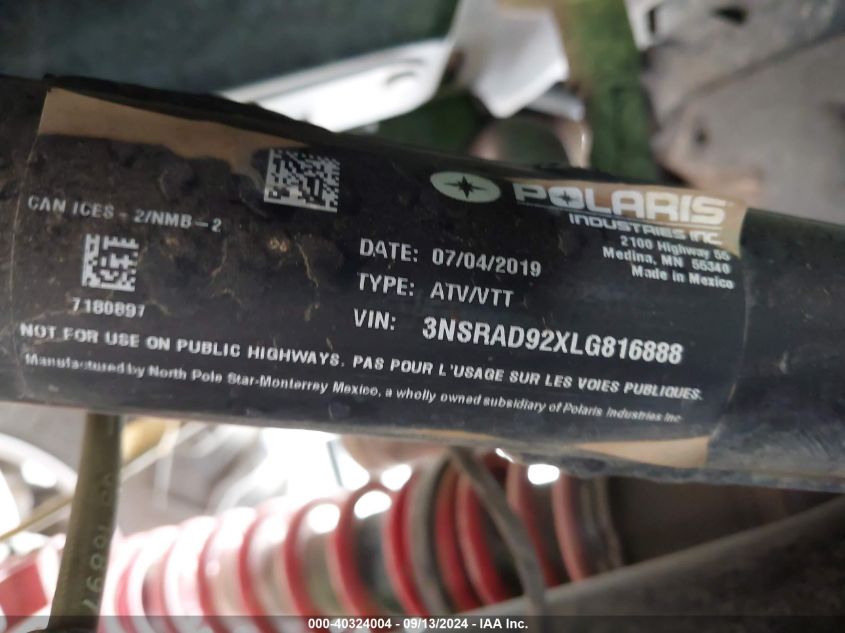 CAN ICES - 2/NMB-2
7180897
POLARIS
INDUSTRIES INC
2100 Highway 55
Medina, MN 55340
Made in Mexico
DATE: 07/04/2019
TYPE: ATV/VTT
VIN: 3NSRAD92XLG816888
NOT FOR USE ON PUBLIC HIGHWAYS. PAS POUR L'USAGE SUR LES VOIES PUBLIQUES.
Manufactured by North Pole Star-Monterrey Mexico, a wholly owned subsidiary of Polaris Industries Inc
000-40324004 - 09/13/2024 - IAA Inc.